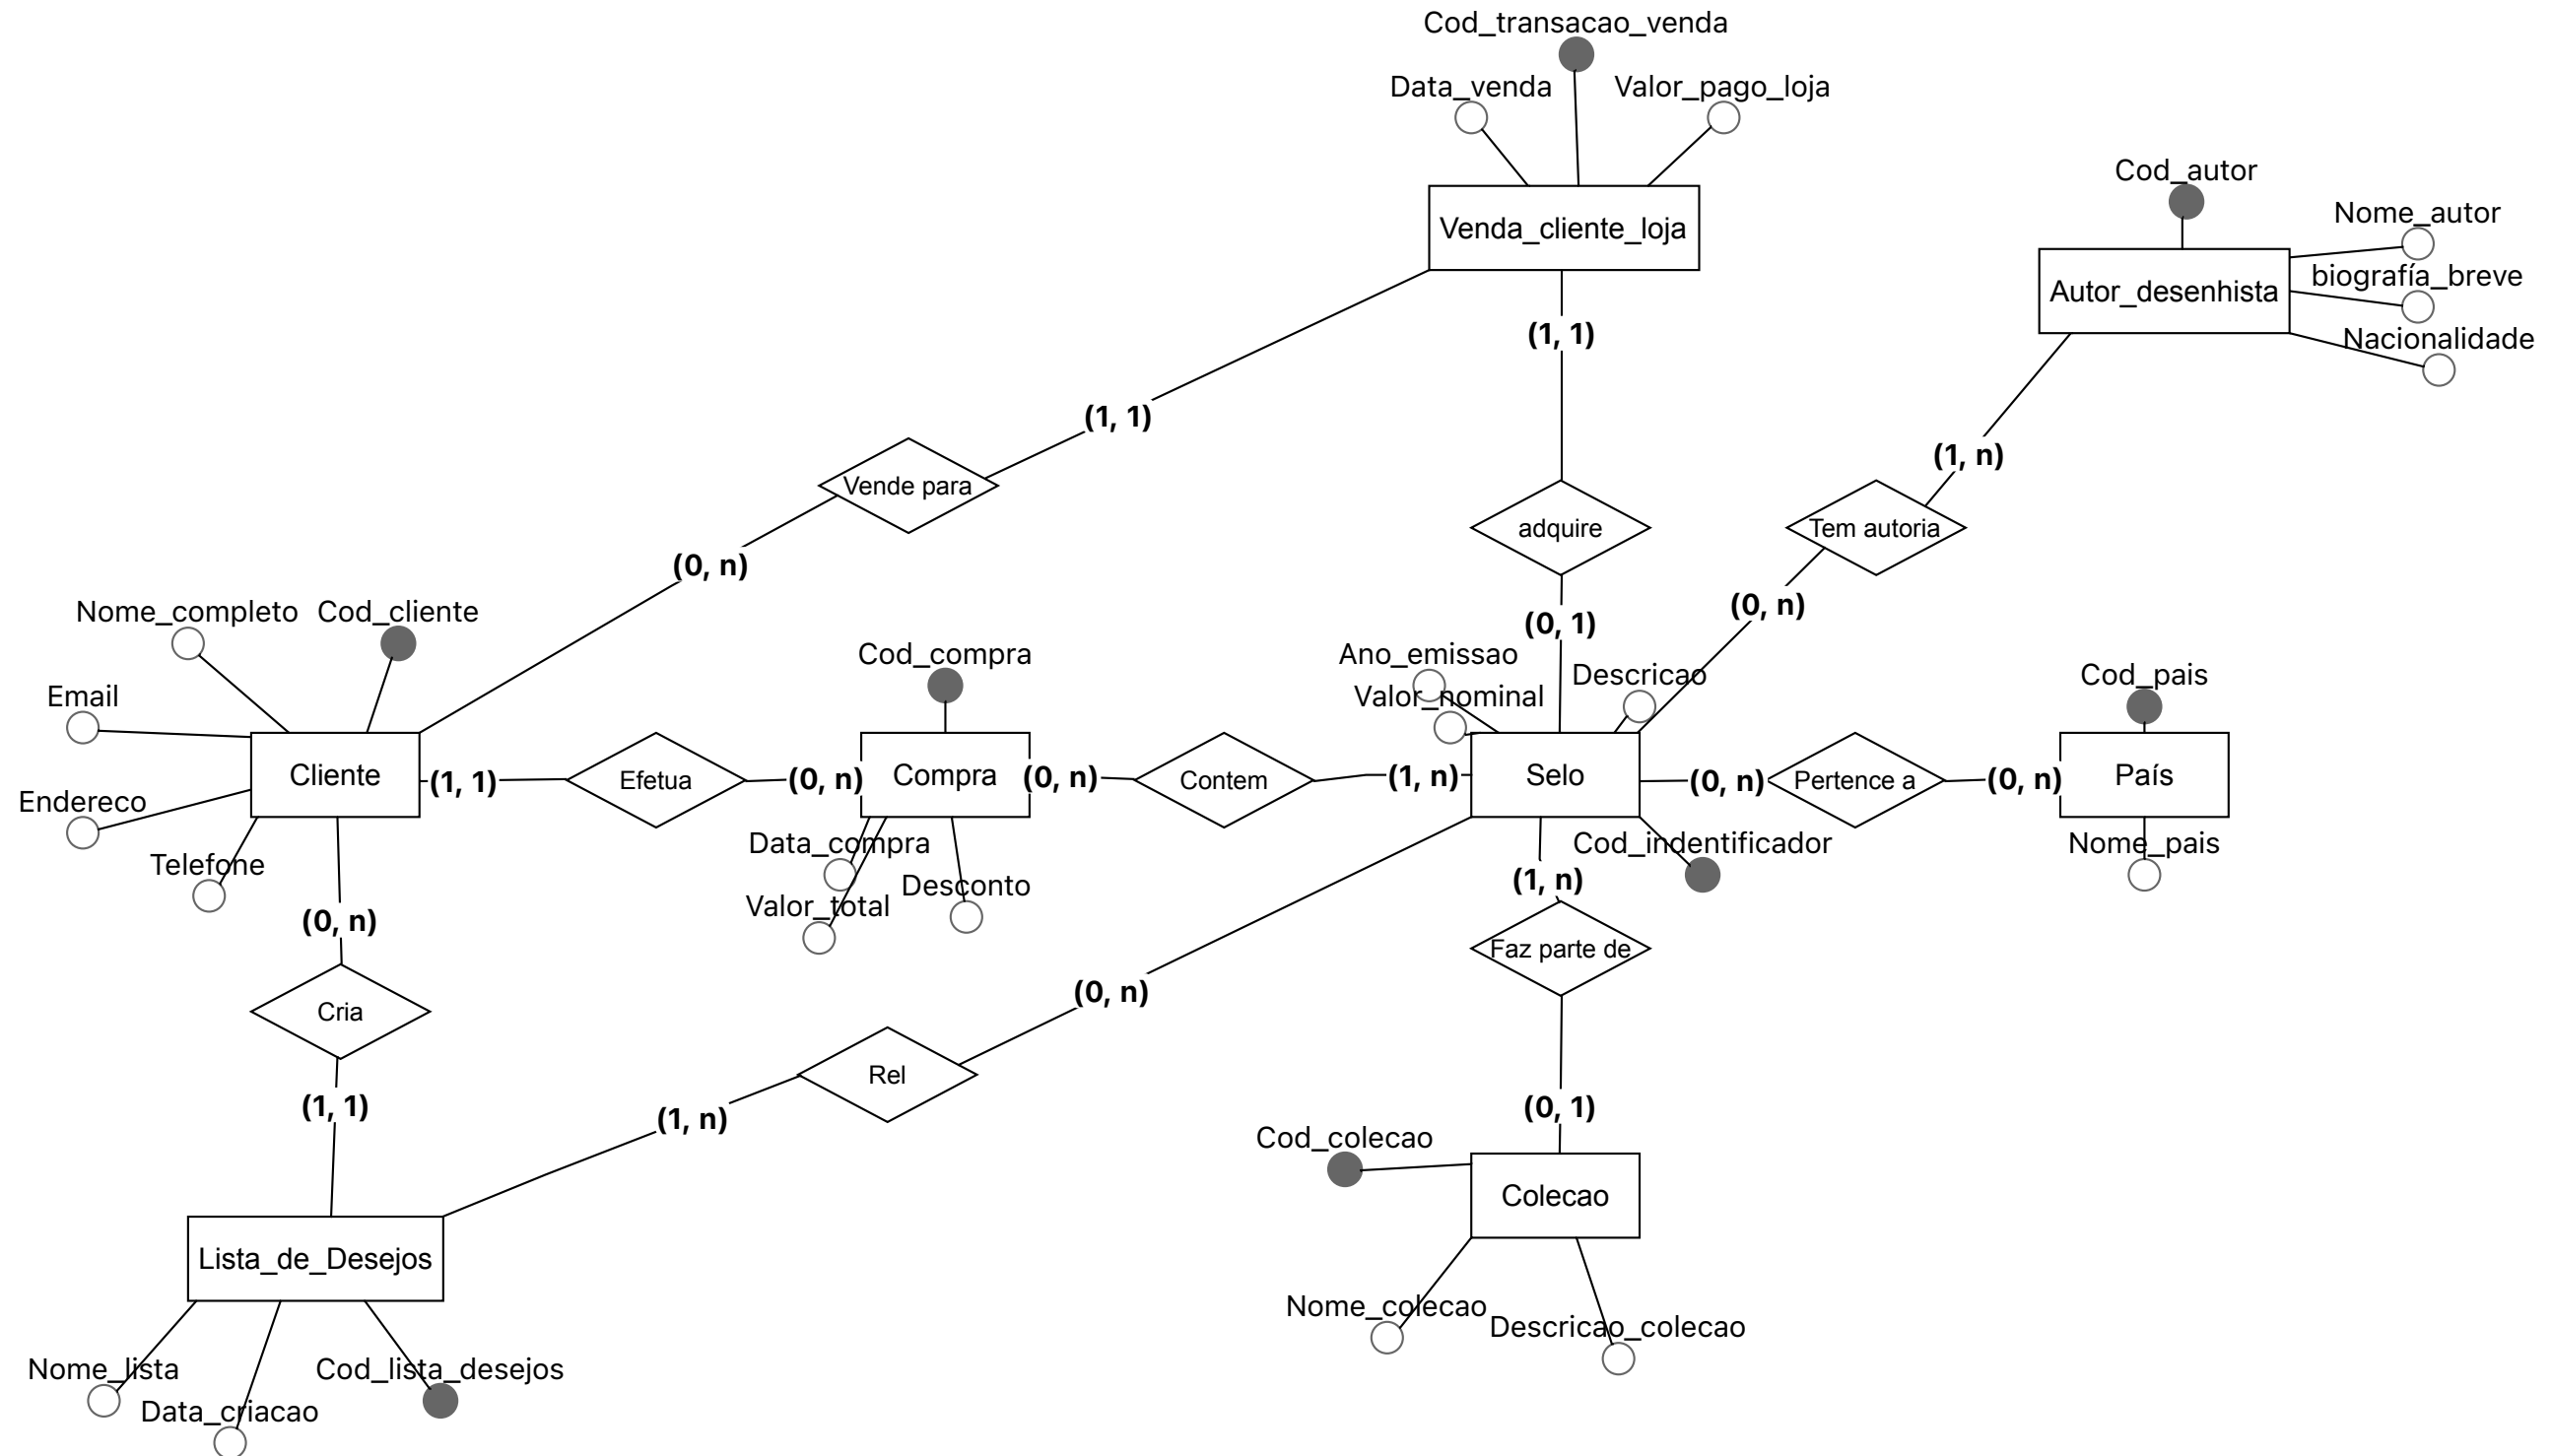 Cod_transacao_venda
Data_venda
Valor_pago_loja
Venda_cliente_loja
Cod_autor
Nome_autor
biografía_breve
Autor_desenhista
Nacionalidade
(1, 1)
(1, 1)
(1, n)
Vende para
adquire
Tem autoria
(0, n)
(0, n)
(0, 1)
Nome_completo
Cod_cliente
Cod_compra
Ano_emissao
Descricao
Cod_pais
Email
Valor_nominal
Cliente
(1, 1)
Efetua
(0, n)
Compra
(0, n)
Contem
(1, n)
Selo
(0, n)
Pertence a
(0, n)
País
Endereco
Telefone
Data_compra
Cod_indentificador
Nome_pais
Desconto
Valor_total
(1, n)
(0, n)
Faz parte de
Cria
(0, n)
Rel
(1, 1)
(1, n)
(0, 1)
Cod_colecao
Colecao
Lista_de_Desejos
Nome_colecao
Descricao_colecao
Nome_lista
Cod_lista_desejos
Data_criacao